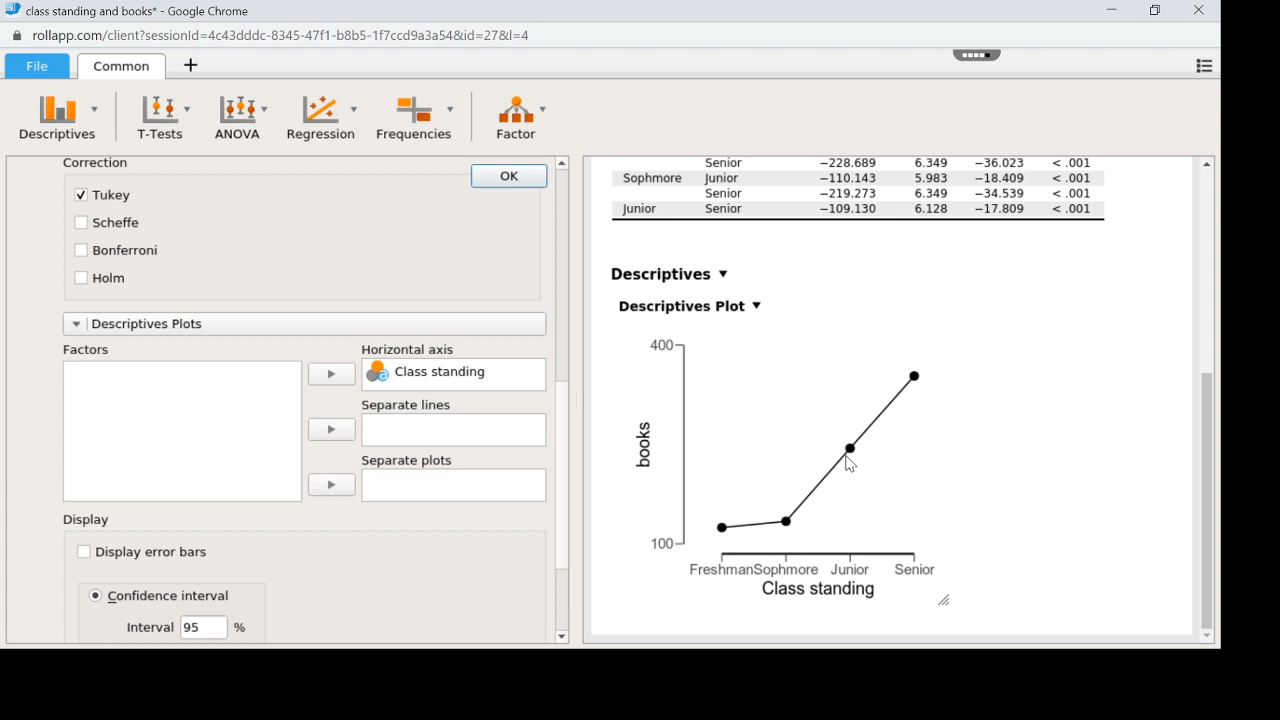 class standing and books* - Google Chrome
rollapp.com/client?sessionId=4c43dddc-8345-47f1-b8b5-1f7ccd9a3a54&id=27&l=4
File Common +
Descriptives T-Tests ANOVA Regression Frequencies Factor
Correction
OK
Tukey
Scheffe
Bonferroni
Holm
Descriptives Plots
Factors
Horizontal axis
Class standing
Separate lines
Separate plots
Display
Display error bars
Confidence interval
Interval 95 %
Senior −228.689 6.349 −36.023 < .001
Sophmore Junior −110.143 5.983 −18.409 < .001
Senior −219.273 6.349 −34.539 < .001
Junior Senior −109.130 6.128 −17.809 < .001
Descriptives
Descriptives Plot
400
books
100
Freshman Sophmore Junior Senior
Class standing